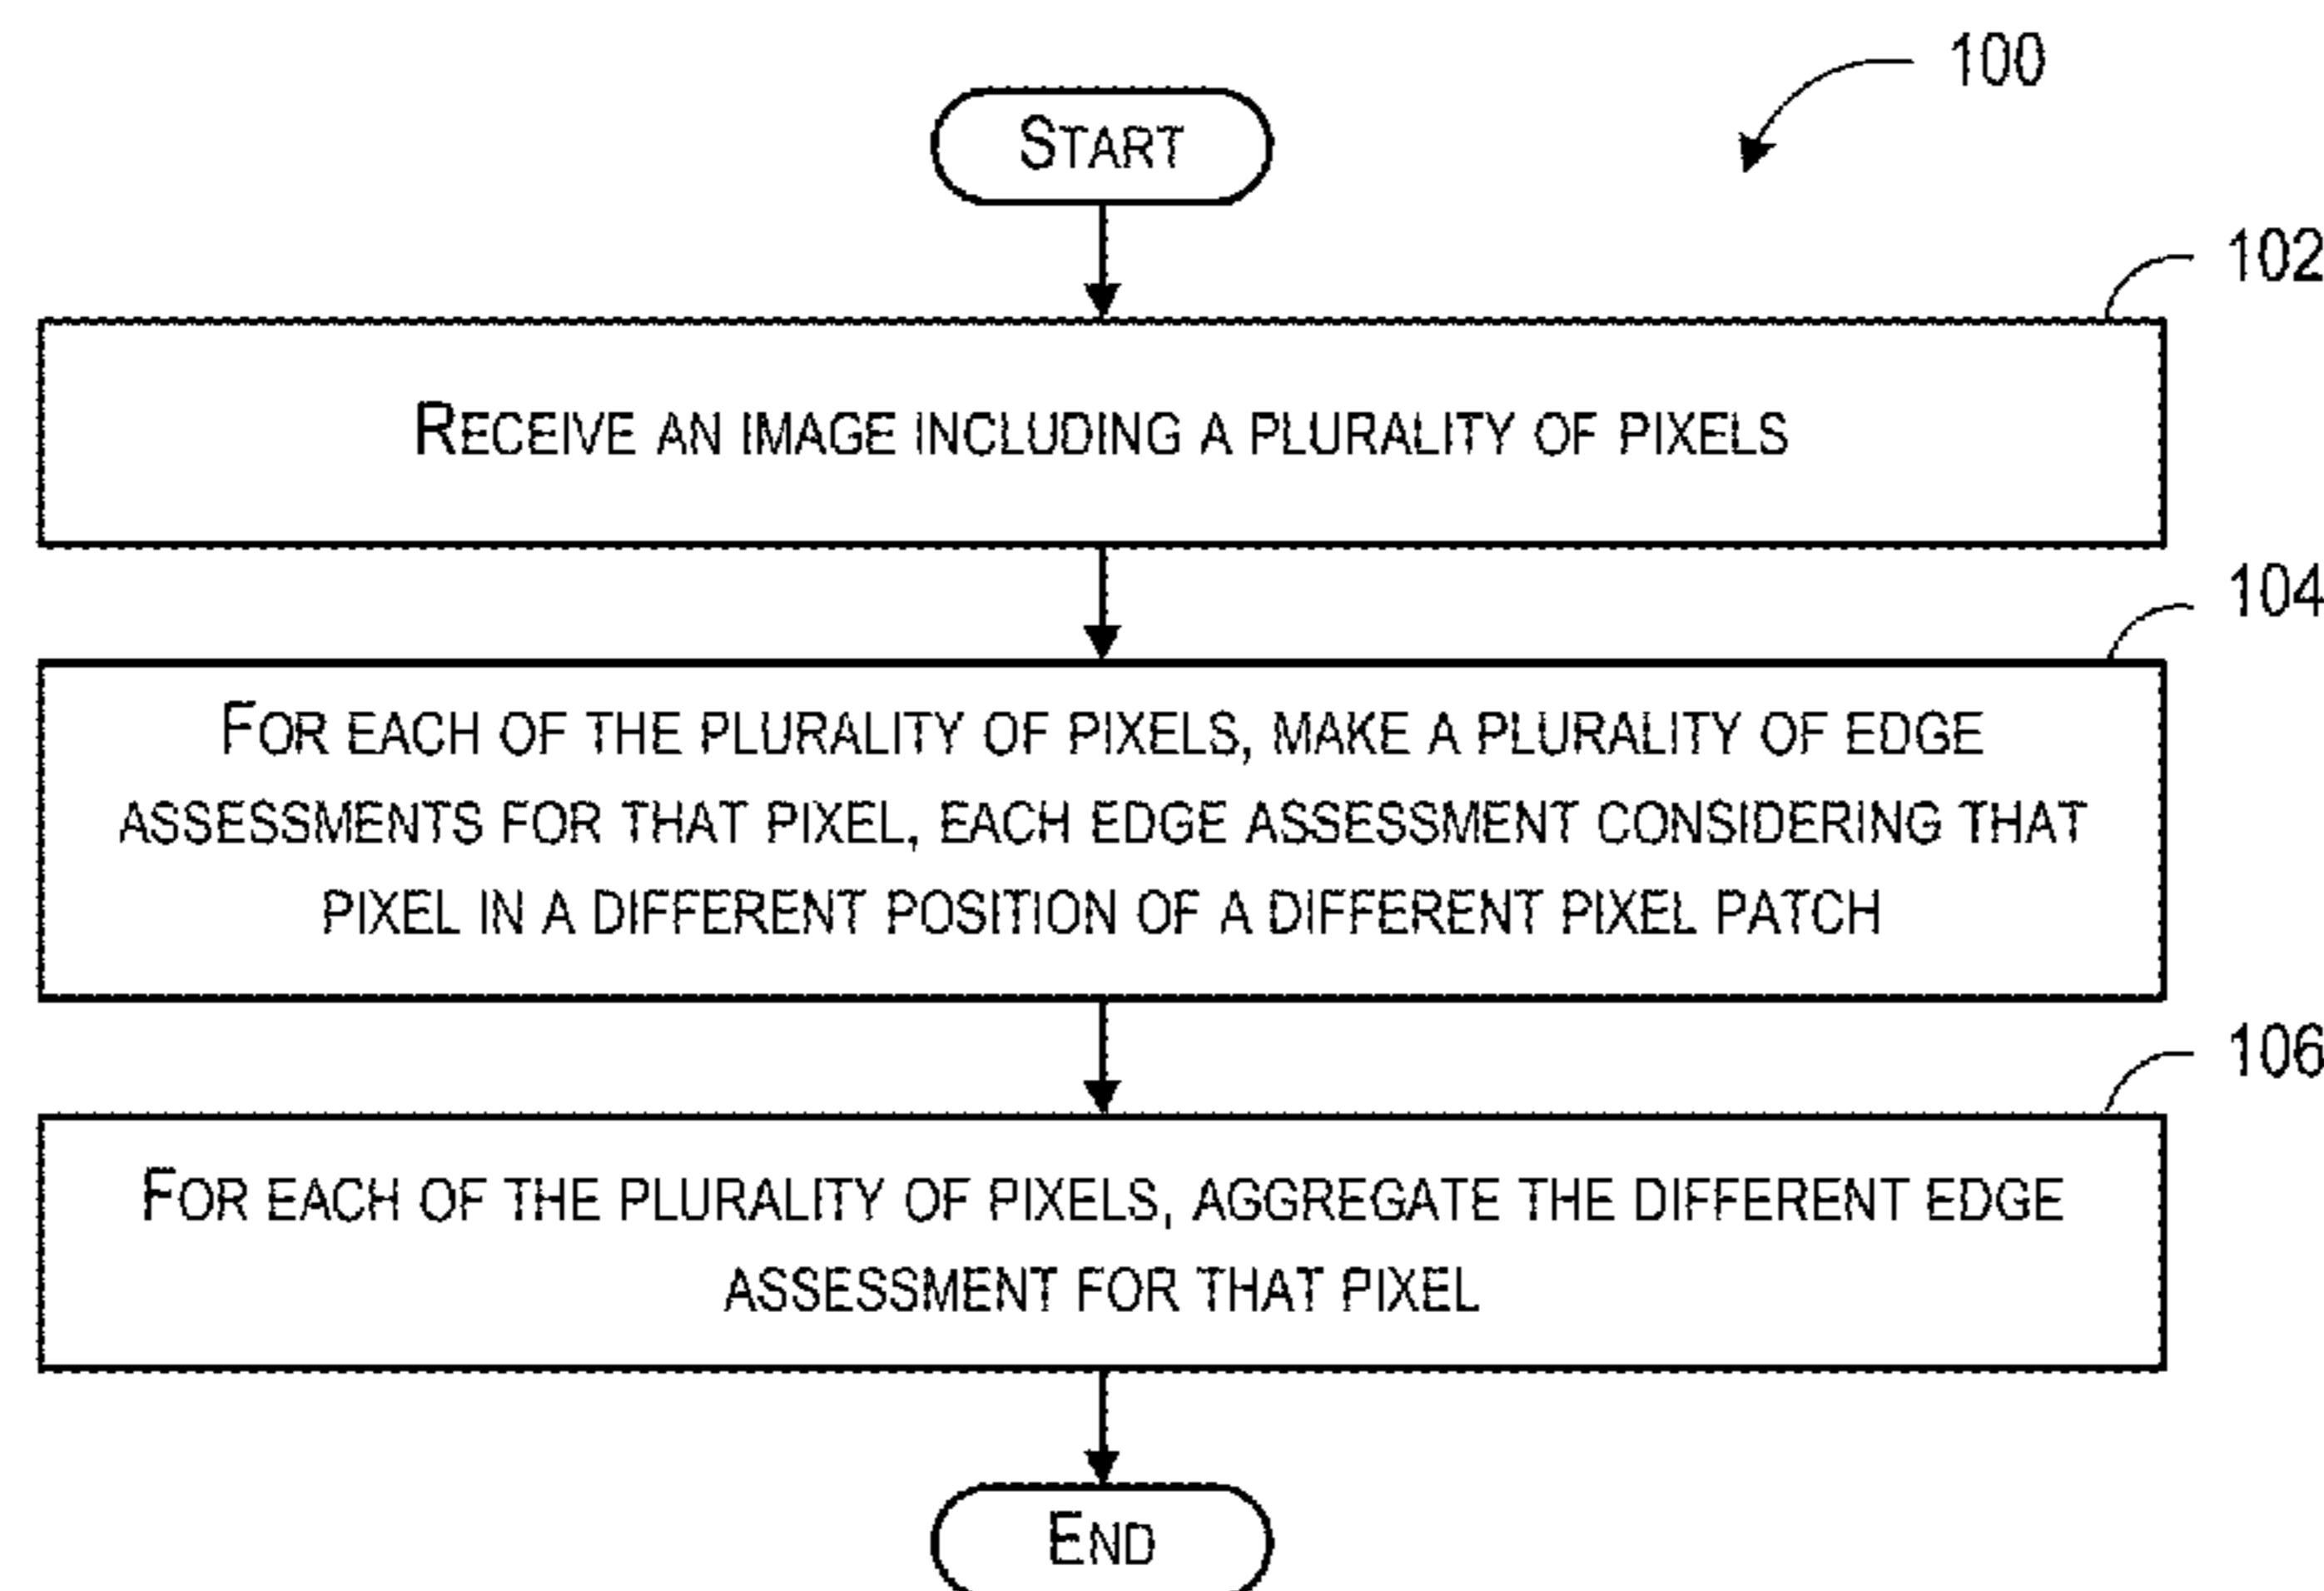 100
START
102
RECEIVE AN IMAGE INCLUDING A PLURALITY OF PIXELS
104
FOR EACH OF THE PLURALITY OF PIXELS, MAKE A PLURALITY OF EDGE
ASSESSMENTS FOR THAT PIXEL, EACH EDGE ASSESSMENT CONSIDERING THAT
PIXEL IN A DIFFERENT POSITION OF A DIFFERENT PIXEL PATCH
106
FOR EACH OF THE PLURALITY OF PIXELS, AGGREGATE THE DIFFERENT EDGE
ASSESSMENT FOR THAT PIXEL
END